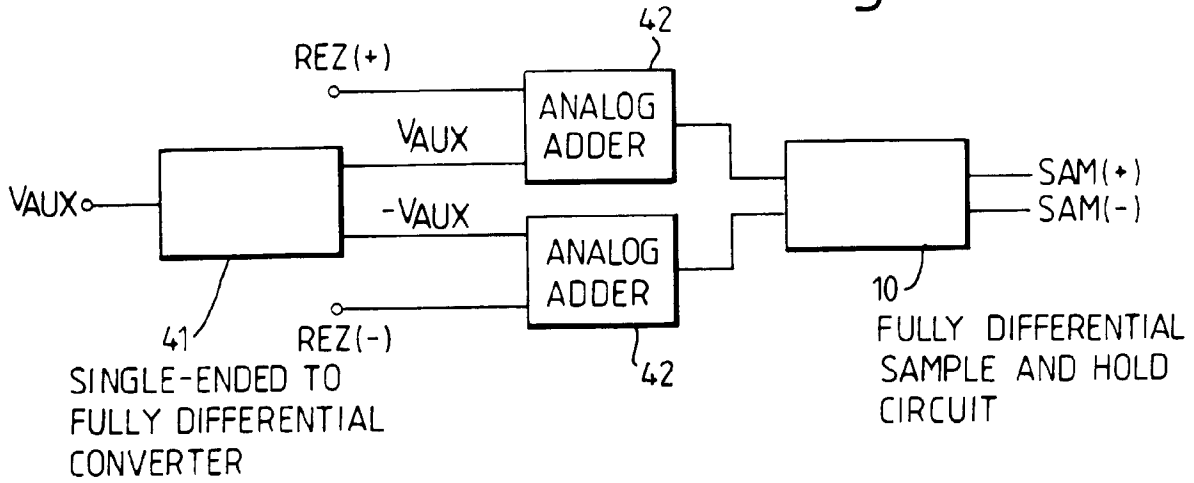 42
REZ(+)
ANALOG
ADDER
VAUX
VAUX
-VAUX
SAM(+)
SAM(-)
ANALOG
ADDER
REZ(-)
42
41
SINGLE-ENDED TO
FULLY DIFFERENTIAL
CONVERTER
10
FULLY DIFFERENTIAL
SAMPLE AND HOLD
CIRCUIT